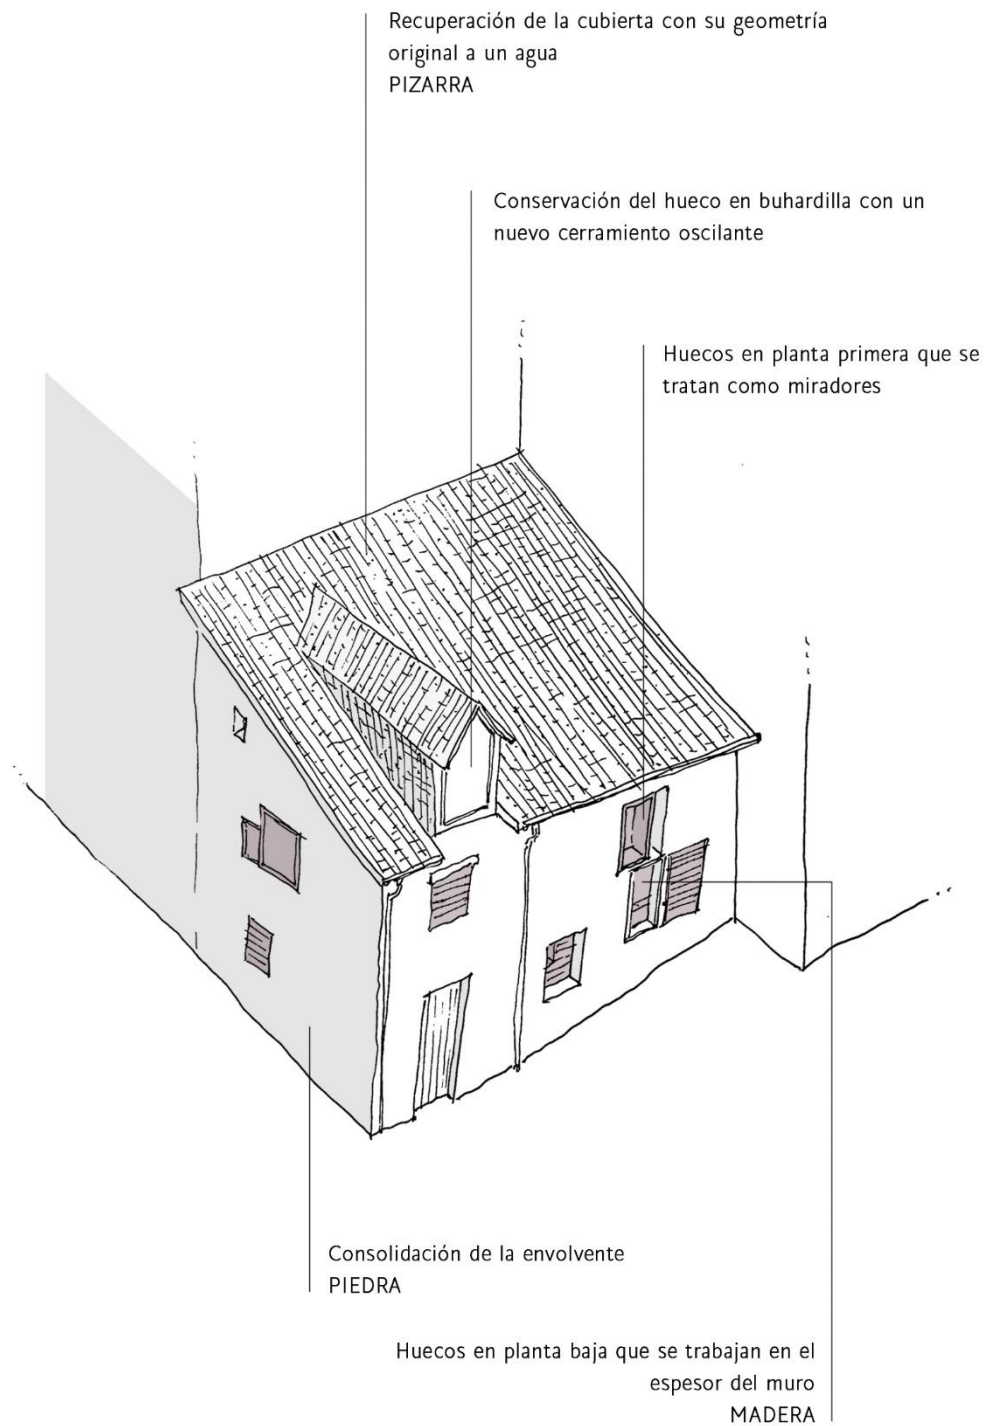 Recuperación de la cubierta con su geometría
original a un agua
PIZARRA
Conservación del hueco en buhardilla con un
nuevo cerramiento oscilante
Huecos en planta primera que se
tratan como miradores
Consolidación de la envolvente
PIEDRA
Huecos en planta baja que se trabajan en el
espesor del muro
MADERA